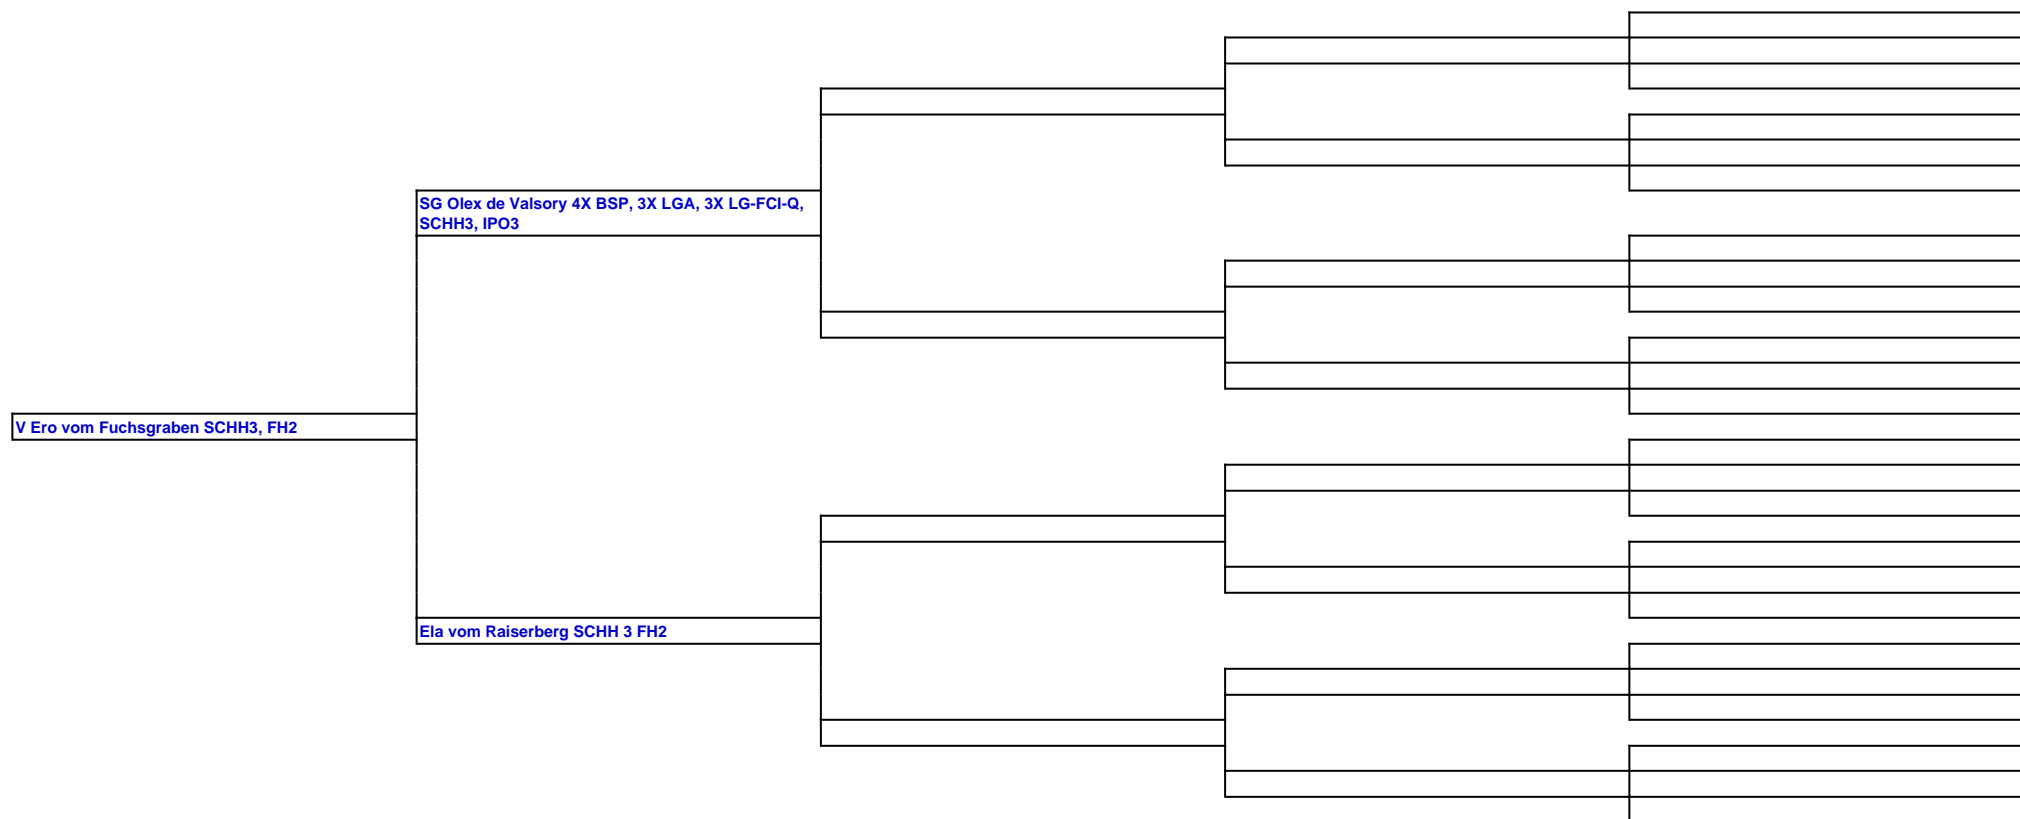 SG Olex de Valsory 4X BSP, 3X LGA, 3X LG-FCI-Q,
SCHH3, IPO3
V Ero vom Fuchsgraben SCHH3, FH2
Ela vom Raiserberg SCHH 3 FH2